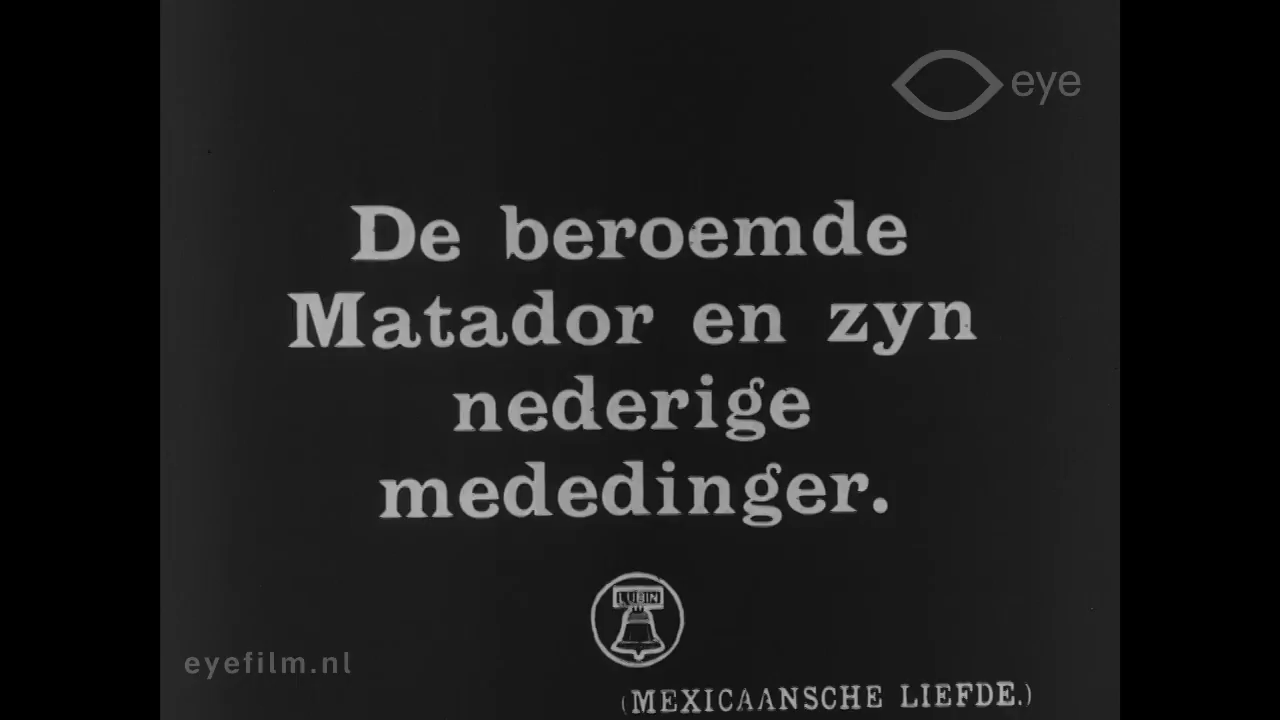 eye
De beroemde
Matador en zyn
nederige
mededinger.
LUBIN
eyefilm.nl
(MEXICAANSCHE LIEFDE.)